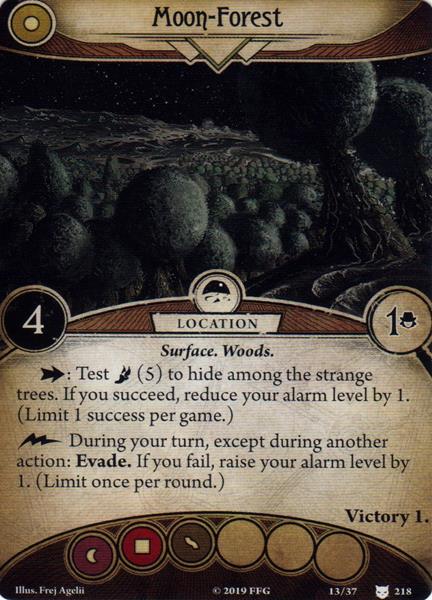 Moon-Forest
4
LOCATION
1
Surface. Woods.
: Test (5) to hide among the strange
trees. If you succeed, reduce your alarm level by 1.
(Limit 1 success per game.)
During your turn, except during another
action: Evade. If you fail, raise your alarm level by
1. (Limit once per round.)
Victory 1.
Illus. Frej Agelii
© 2019 FFG
13/37
218